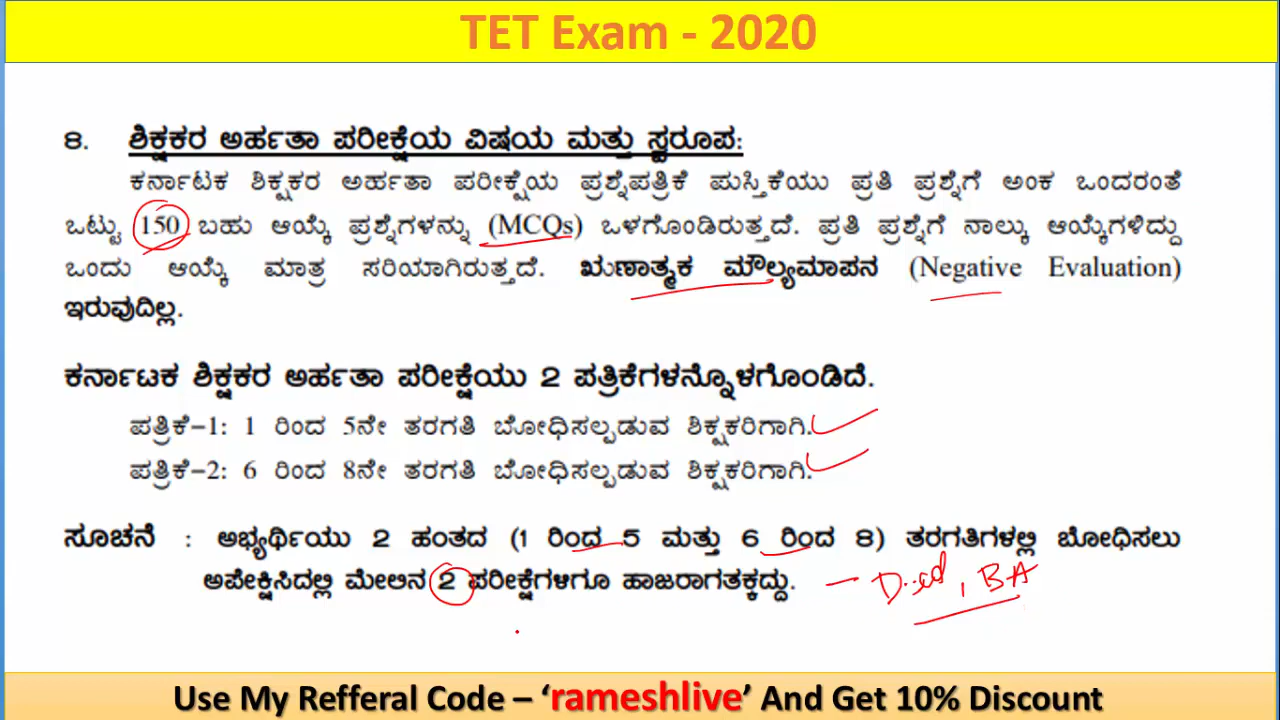 TET Exam - 2020
8. ಶಿಕ್ಷಕರ ಅರ್ಹತಾ ಪರೀಕ್ಷೆಯ ವಿಷಯ ಮತ್ತು ಸ್ವರೂಪ:
ಕರ್ನಾಟಕ ಶಿಕ್ಷಕರ ಅರ್ಹತಾ ಪರೀಕ್ಷೆಯ ಪ್ರಶ್ನೆಪತ್ರಿಕೆ ಪುಸ್ತಿಕೆಯು ಪ್ರತಿ ಪ್ರಶ್ನೆಗೆ ಅಂಕ ಒಂದರಂತೆ
ಒಟ್ಟು 150 ಬಹು ಆಯ್ಕೆ ಪ್ರಶ್ನೆಗಳನ್ನು (MCQs) ಒಳಗೊಂಡಿರುತ್ತದೆ. ಪ್ರತಿ ಪ್ರಶ್ನೆಗೆ ನಾಲ್ಕು ಆಯ್ಕೆಗಳಿದ್ದು
ಒಂದು ಆಯ್ಕೆ ಮಾತ್ರ ಸರಿಯಾಗಿರುತ್ತದೆ. ಋಣಾತ್ಮಕ ಮೌಲ್ಯಮಾಪನ (Negative Evaluation)
ಇರುವುದಿಲ್ಲ.
ಕರ್ನಾಟಕ ಶಿಕ್ಷಕರ ಅರ್ಹತಾ ಪರೀಕ್ಷೆಯು 2 ಪತ್ರಿಕೆಗಳನ್ನೊಳಗೊಂಡಿದೆ.
ಪತ್ರಿಕೆ-1: 1 ರಿಂದ 5ನೇ ತರಗತಿ ಬೋಧಿಸಲ್ಪಡುವ ಶಿಕ್ಷಕರಿಗಾಗಿ.
ಪತ್ರಿಕೆ-2: 6 ರಿಂದ 8ನೇ ತರಗತಿ ಬೋಧಿಸಲ್ಪಡುವ ಶಿಕ್ಷಕರಿಗಾಗಿ.
ಸೂಚನೆ : ಅಭ್ಯರ್ಥಿಯು 2 ಹಂತದ (1 ರಿಂದ 5 ಮತ್ತು 6 ರಿಂದ 8) ತರಗತಿಗಳಲ್ಲಿ ಬೋಧಿಸಲು
ಅಪೇಕ್ಷಿಸಿದಲ್ಲಿ ಮೇಲಿನ 2 ಪರೀಕ್ಷೆಗಳಿಗೂ ಹಾಜರಾಗತಕ್ಕದ್ದು. – D.ed, BA
Use My Refferal Code – ‘rameshlive’ And Get 10% Discount